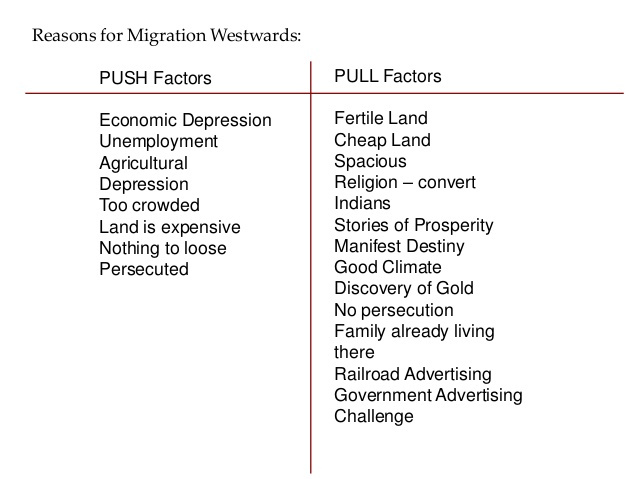 Reasons for Migration Westwards:
PUSH Factors
Economic Depression
Unemployment
Agricultural
Depression
Too crowded
Land is expensive
Nothing to loose
Persecuted
PULL Factors
Fertile Land
Cheap Land
Spacious
Religion – convert
Indians
Stories of Prosperity
Manifest Destiny
Good Climate
Discovery of Gold
No persecution
Family already living
there
Railroad Advertising
Government Advertising
Challenge